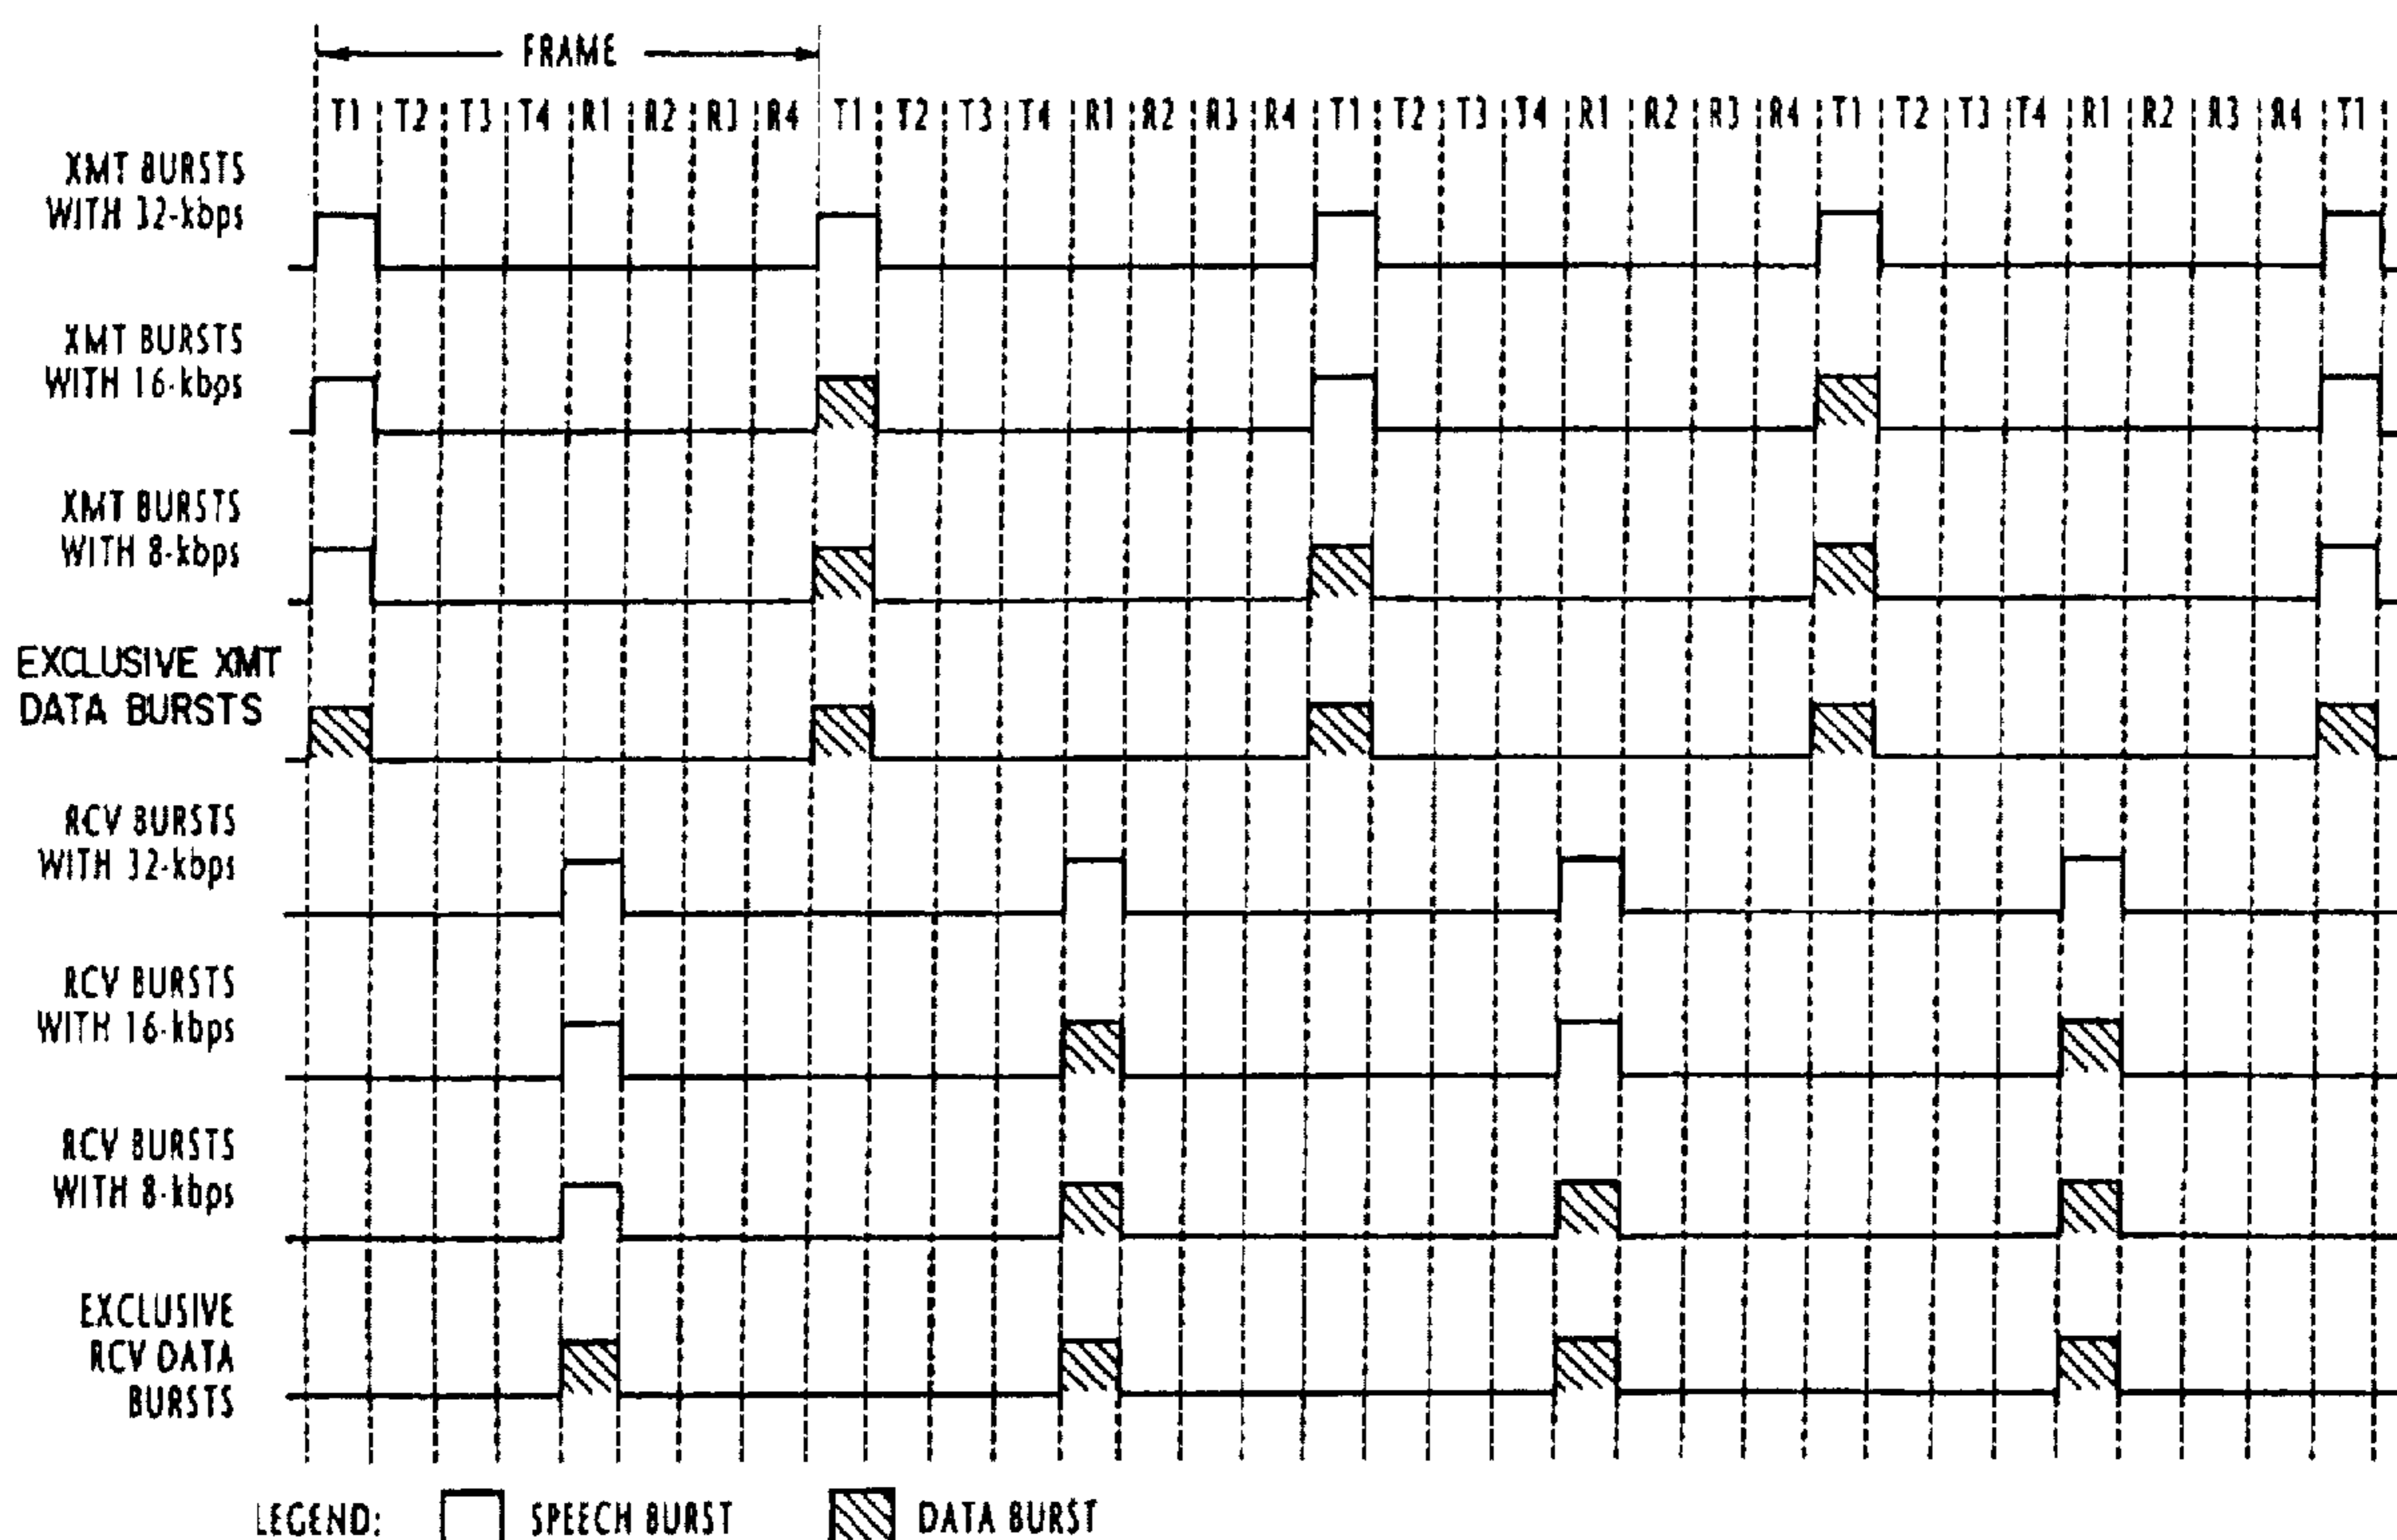 FRAME
T1 T2 T3 T4 R1 R2 R3 R4 T1 T2 T3 T4 R1 R2 R3 R4 T1 T2 T3 T4 R1 R2 R3 R4 T1 T2 T3 T4 R1 R2 R3 R4 T1
XMT BURSTS
WITH 32-kbps
XMT BURSTS
WITH 16-kbps
XMT BURSTS
WITH 8-kbps
EXCLUSIVE XMT
DATA BURSTS
RCV BURSTS
WITH 32-kbps
RCV BURSTS
WITH 16-kbps
RCV BURSTS
WITH 8-kbps
EXCLUSIVE
RCV DATA
BURSTS
LEGEND: SPEECH BURST DATA BURST